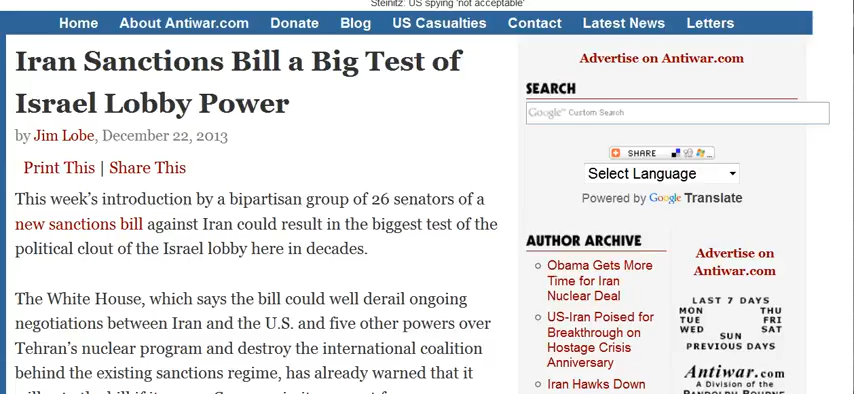 Steinitz: US spying 'not acceptable'
Home About Antiwar.com Donate Blog US Casualties Contact Latest News Letters
Iran Sanctions Bill a Big Test of
Israel Lobby Power
by Jim Lobe, December 22, 2013
Print This | Share This
This week's introduction by a bipartisan group of 26 senators of a
new sanctions bill against Iran could result in the biggest test of the
political clout of the Israel lobby here in decades.
The White House, which says the bill could well derail ongoing
negotiations between Iran and the U.S. and five other powers over
Tehran's nuclear program and destroy the international coalition
behind the existing sanctions regime, has already warned that it
Advertise on Antiwar.com
SEARCH
Google™ Custom Search
SHARE
Select Language
Powered by Google Translate
AUTHOR ARCHIVE
Obama Gets More
Time for Iran
Nuclear Deal
US-Iran Poised for
Breakthrough on
Hostage Crisis
Anniversary
Iran Hawks Down
Advertise on
Antiwar.com
LAST 7 DAYS
MON THU
TUE FRI
WED SAT
SUN
PREVIOUS DAYS
Antiwar.com
A Division of the
RANDOLPH BOURNE